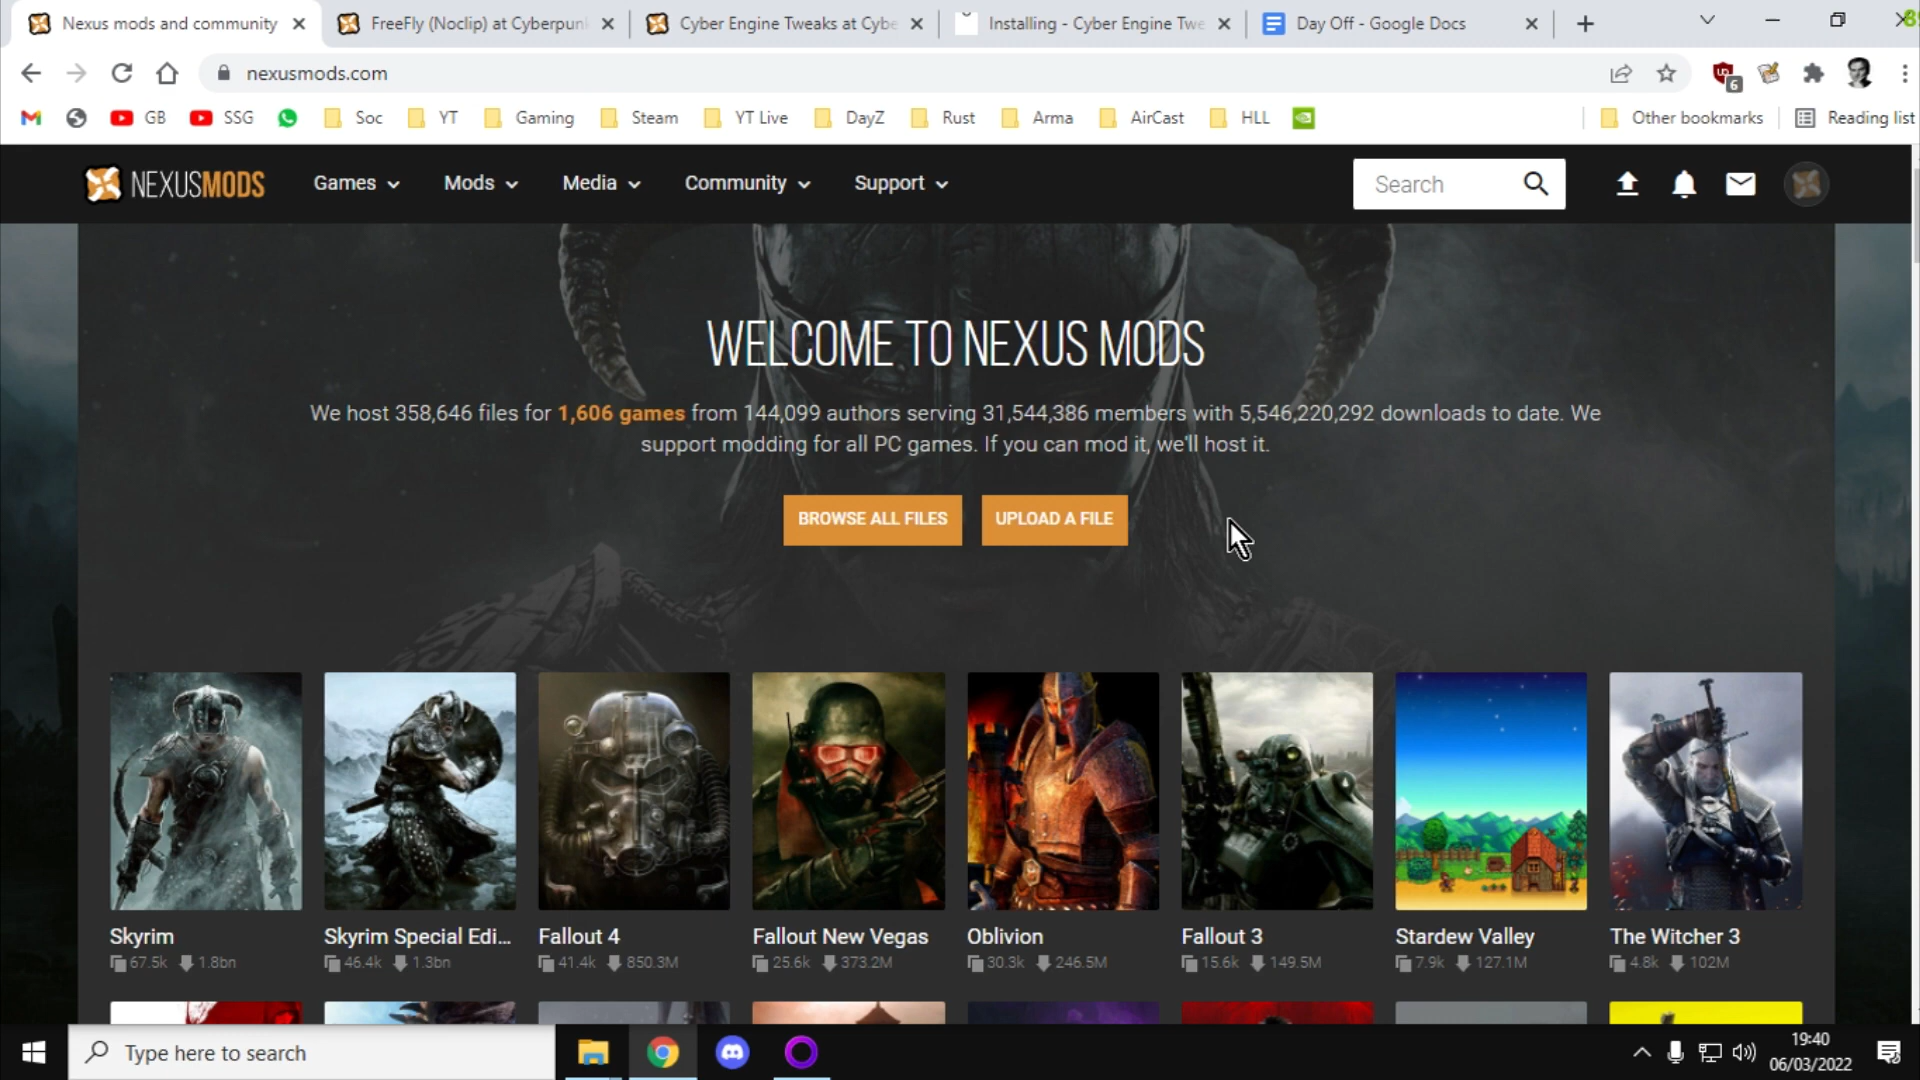 Nexus mods and community
FreeFly (Noclip) at Cyberpun
Cyber Engine Tweaks at Cybe
Installing - Cyber Engine Twe
Day Off - Google Docs
8
nexusmods.com
6
GB
SSG
Soc
YT
Gaming
Steam
YT Live
DayZ
Rust
Arma
AirCast
HLL
Other bookmarks
Reading list
NEXUSMODS
Games
Mods
Media
Community
Support
Search
WELCOME TO NEXUS MODS
We host 358,646 files for 1,606 games from 144,099 authors serving 31,544,386 members with 5,546,220,292 downloads to date. We
support modding for all PC games. If you can mod it, we'll host it.
BROWSE ALL FILES
UPLOAD A FILE
Skyrim
67.5k 1.8bn
Skyrim Special Edi...
46.4k 1.3bn
Fallout 4
41.4k 850.3M
Fallout New Vegas
25.6k 373.2M
Oblivion
30.3k 246.5M
Fallout 3
15.6k 149.5M
Stardew Valley
7.9k 127.1M
The Witcher 3
4.8k 102M
Type here to search
19:40
06/03/2022